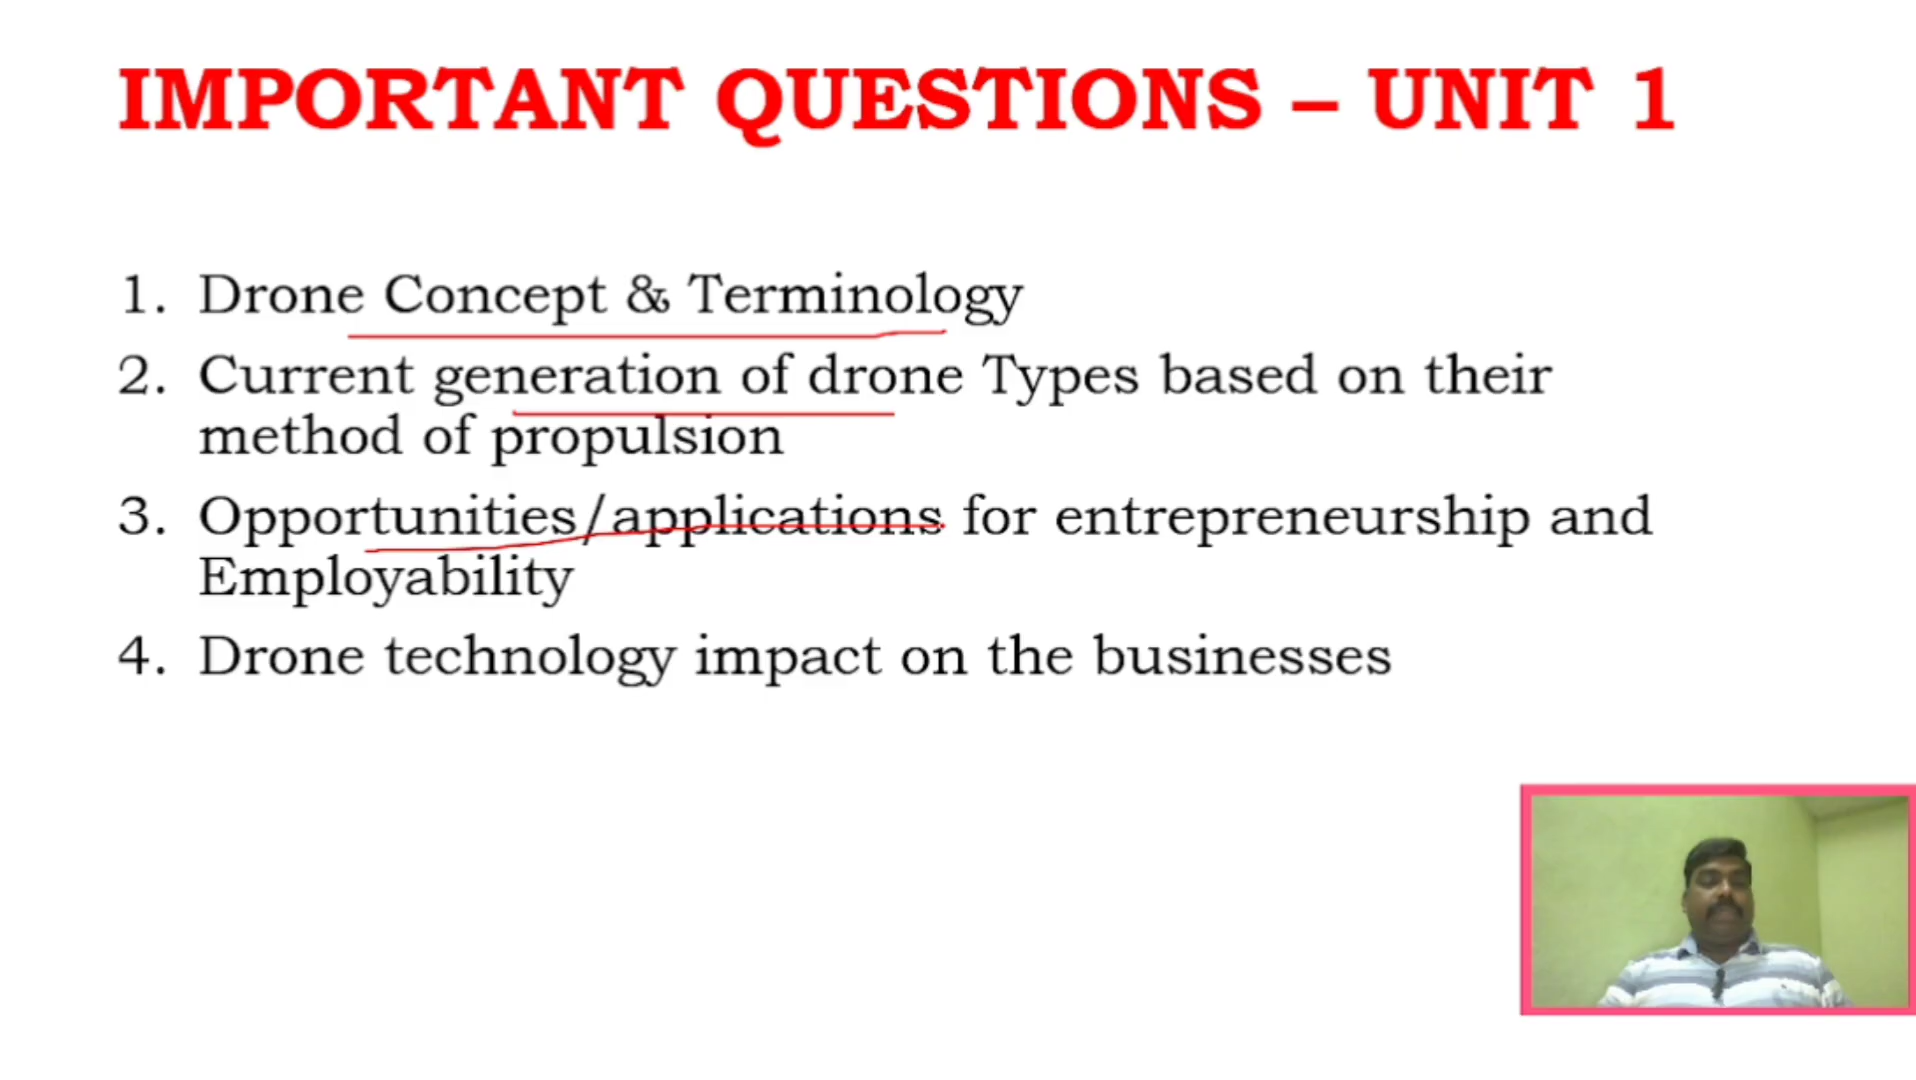 IMPORTANT QUESTIONS – UNIT 1
1. Drone Concept & Terminology
2. Current generation of drone Types based on their
method of propulsion
3. Opportunities/applications for entrepreneurship and
Employability
4. Drone technology impact on the businesses